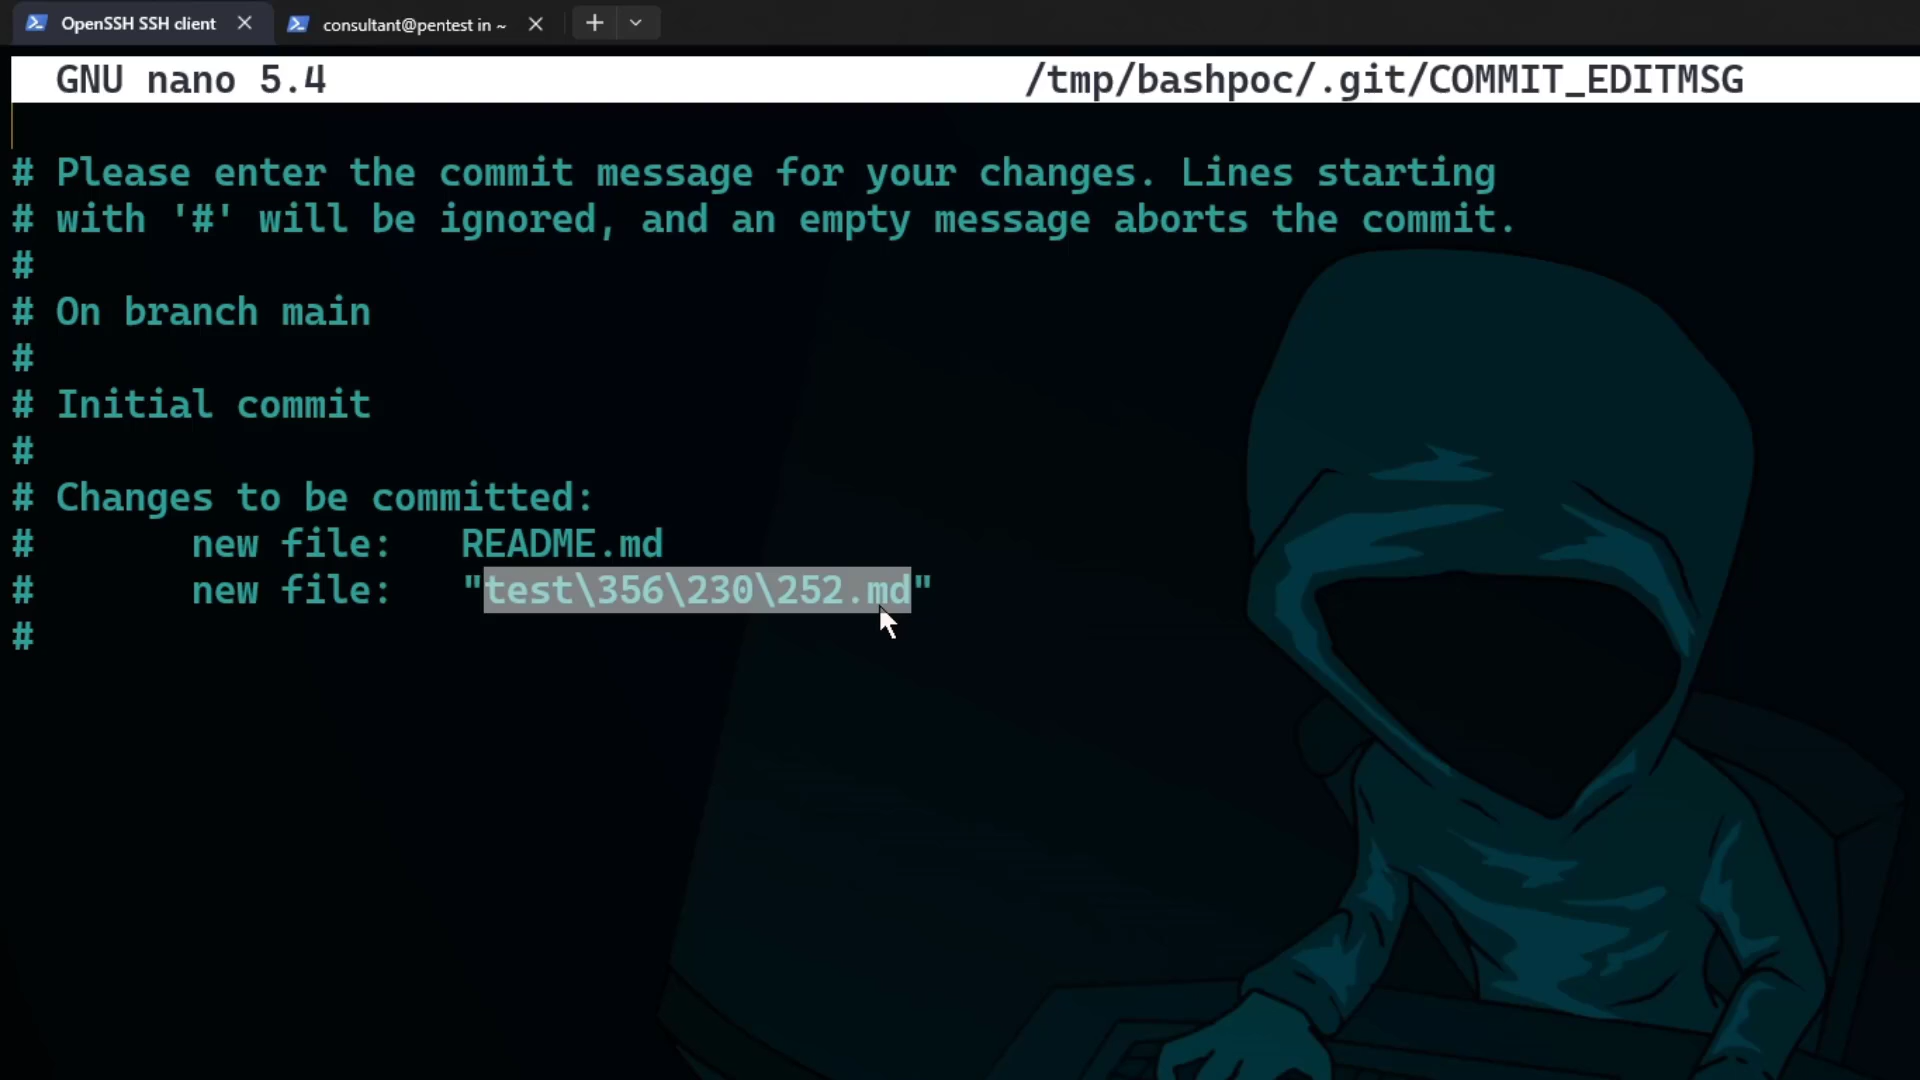 OpenSSH SSH client
consultant@pentest in ~
GNU nano 5.4 /tmp/bashpoc/.git/COMMIT_EDITMSG
# Please enter the commit message for your changes. Lines starting
# with '#' will be ignored, and an empty message aborts the commit.
#
# On branch main
#
# Initial commit
#
# Changes to be committed:
# new file: README.md
# new file: "test\356\230\252.md"
#